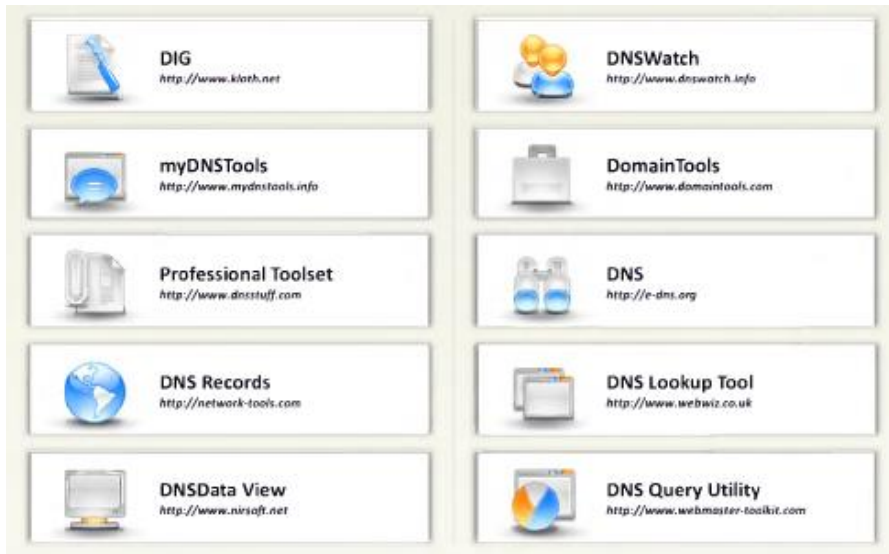 DIG
http://www.kloth.net
DNSWatch
http://www.dnswatch.info
myDNSTools
http://www.mydnstools.info
DomainTools
http://www.domaintools.com
Professional Toolset
http://www.dnsstuff.com
DNS
http://e-dns.org
DNS Records
http://network-tools.com
DNS Lookup Tool
http://www.webwiz.co.uk
DNSData View
http://www.nirsoft.net
DNS Query Utility
http://www.webmaster-toolkit.com